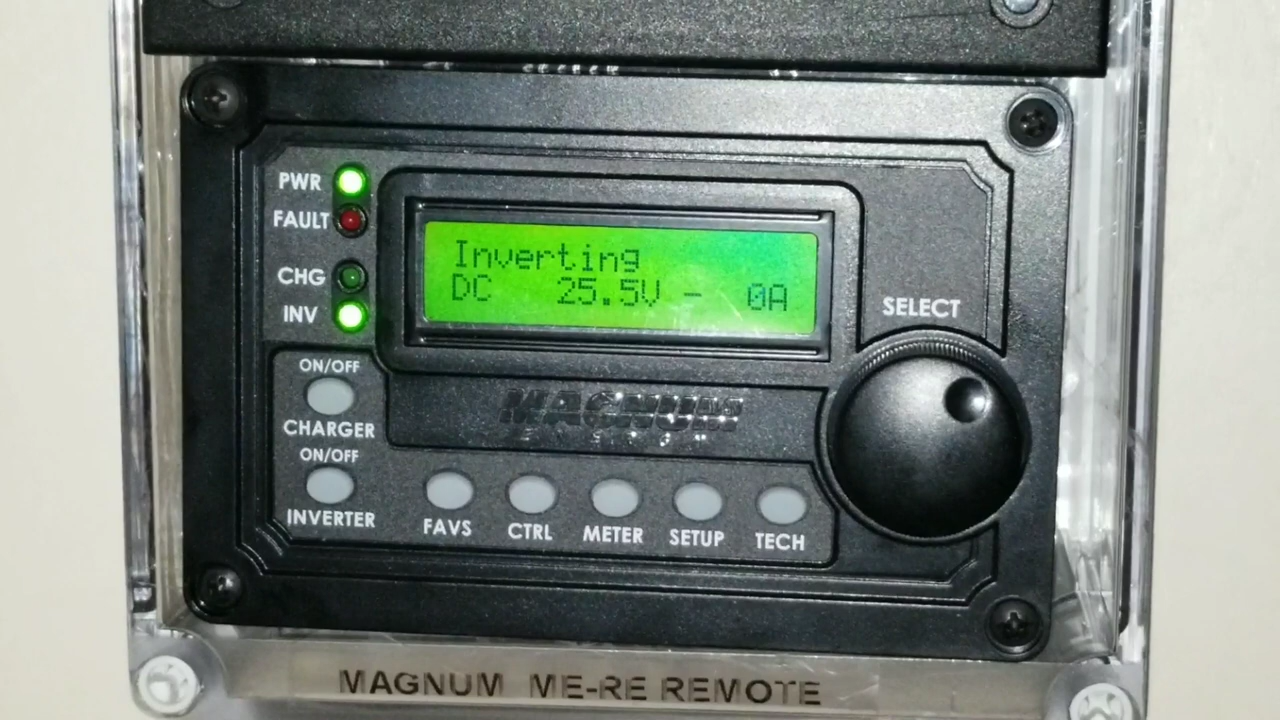 PWR
FAULT
CHG
INV
Inverting
DC 25.5V - 0A
SELECT
ON/OFF
CHARGER
ON/OFF
INVERTER
MAGNUM
FAVS
CTRL
METER
SETUP
TECH
MAGNUM ME-RE REMOTE